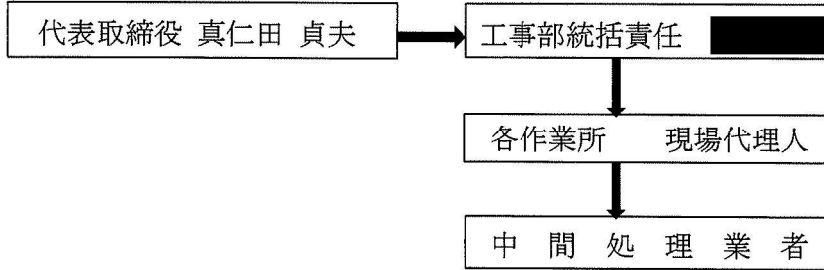 代表取締役 真仁田 貞夫
工事部統括責任
各作業所 現場代理人
中間処理業者